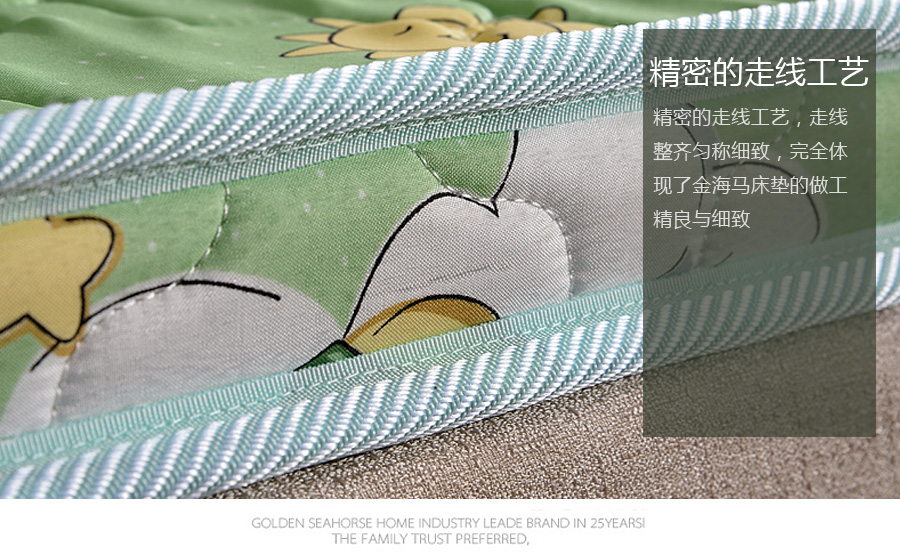 精密的走线工艺
精密的走线工艺，走线
整齐匀称细致，完全体
现了金海马床垫的做工
精良与细致
GOLDEN SEAHORSE HOME INDUSTRY LEADE BRAND IN 25YEARS!
THE FAMILY TRUST PREFERRED,